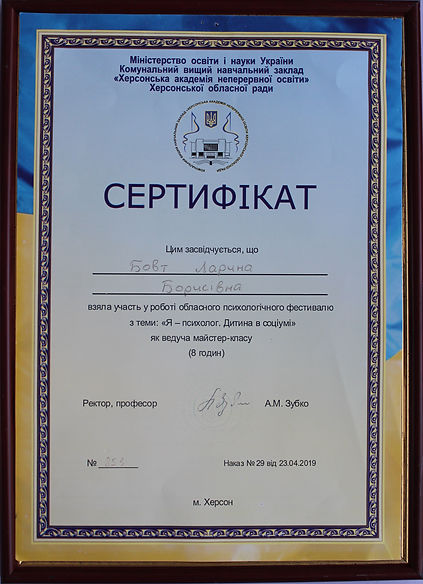 Міністерство освіти і науки України
Комунальний вищий навчальний заклад
«Херсонська академія неперервної освіти»
Херсонської обласної ради
СЕРТИФІКАТ
Цим засвідчується, що
Бовт Лариса
Борисівна
взяла участь у роботі обласного психологічного фестивалю
з теми: «Я – психолог. Дитина в соціумі»
як ведуча майстер-класу
(8 годин)
Ректор, професор А.М. Зубко
№
Наказ № 29 від 23.04.2019
м. Херсон